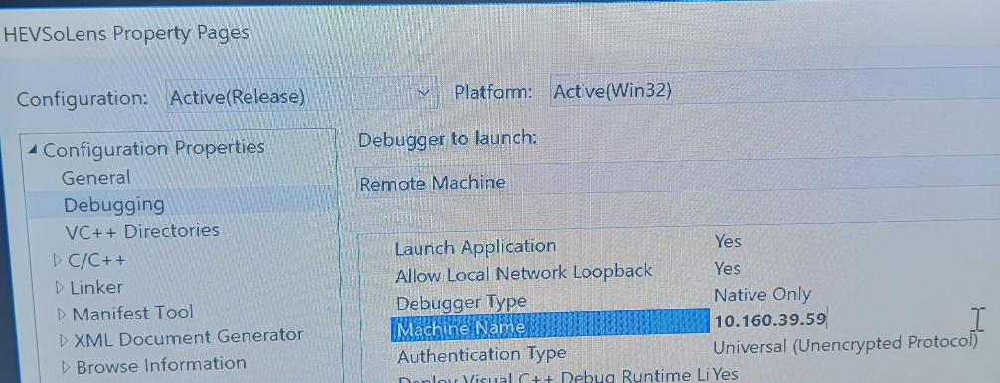 HEVSoLens Property Pages
Configuration: Active(Release) Platform: Active(Win32)
Configuration Properties
General
Debugging
VC++ Directories
C/C++
Linker
Manifest Tool
XML Document Generator
Browse Information
Debugger to launch:
Remote Machine
Launch Application Yes
Allow Local Network Loopback Yes
Debugger Type Native Only
Machine Name 10.160.39.59
Authentication Type Universal (Unencrypted Protocol)
Deploy Visual C++ Debug Runtime Li Yes